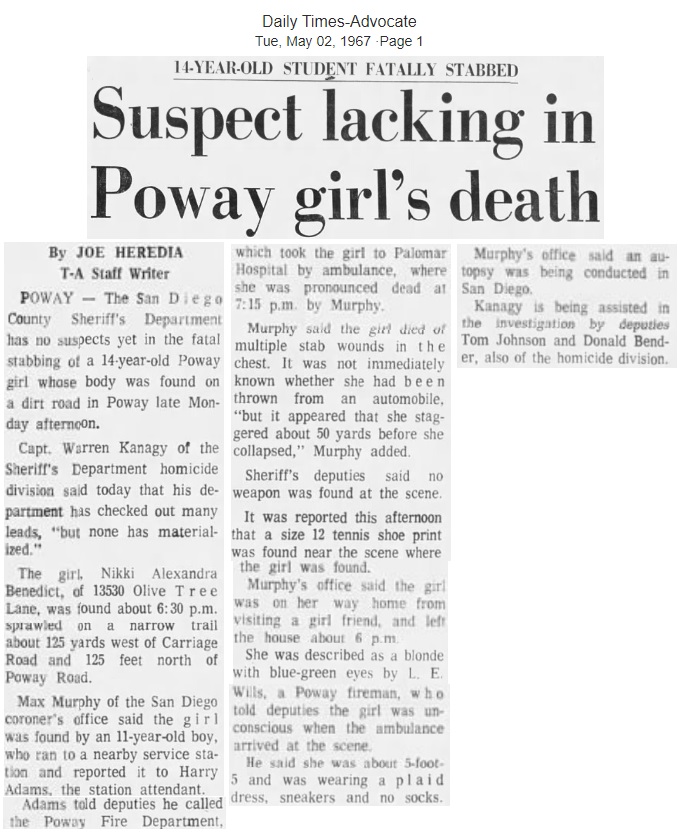 Daily Times-Advocate
Tue, May 02, 1967 · Page 1
14-YEAR-OLD STUDENT FATALLY STABBED
Suspect lacking in
Poway girl's death
By JOE HEREDIA
T-A Staff Writer
POWAY — The San Diego
County Sheriff's Department
has no suspects yet in the fatal
stabbing of a 14-year-old Poway
girl whose body was found on
a dirt road in Poway late Mon-
day afternoon.
Capt. Warren Kanagy of the
Sheriff's Department homicide
division said today that his de-
partment has checked out many
leads, "but none has material-
ized."
The girl, Nikki Alexandra
Benedict, of 13530 Olive Tree
Lane, was found about 6:30 p.m.
sprawled on a narrow trail
about 125 yards west of Carriage
Road and 125 feet north of
Poway Road.
Max Murphy of the San Diego
coroner's office said the girl
was found by an 11-year-old boy,
who ran to a nearby service sta-
tion and reported it to Harry
Adams, the station attendant.
Adams told deputies he called
the Poway Fire Department,
which took the girl to Palomar
Hospital by ambulance, where
she was pronounced dead at
7:15 p.m. by Murphy.
Murphy said the girl died of
multiple stab wounds in the
chest. It was not immediately
known whether she had been
thrown from an automobile,
"but it appeared that she stag-
gered about 50 yards before she
collapsed," Murphy added.
Sheriff's deputies said no
weapon was found at the scene.
It was reported this afternoon
that a size 12 tennis shoe print
was found near the scene where
the girl was found.
Murphy's office said the girl
was on her way home from
visiting a girl friend, and left
the house about 6 p.m.
She was described as a blonde
with blue-green eyes by L. E.
Wills, a Poway fireman, who
told deputies the girl was un-
conscious when the ambulance
arrived at the scene.
He said she was about 5-foot-
5 and was wearing a plaid
dress, sneakers and no socks.
Murphy's office said an au-
topsy was being conducted in
San Diego.
Kanagy is being assisted in
the investigation by deputies
Tom Johnson and Donald Bend-
er, also of the homicide division.